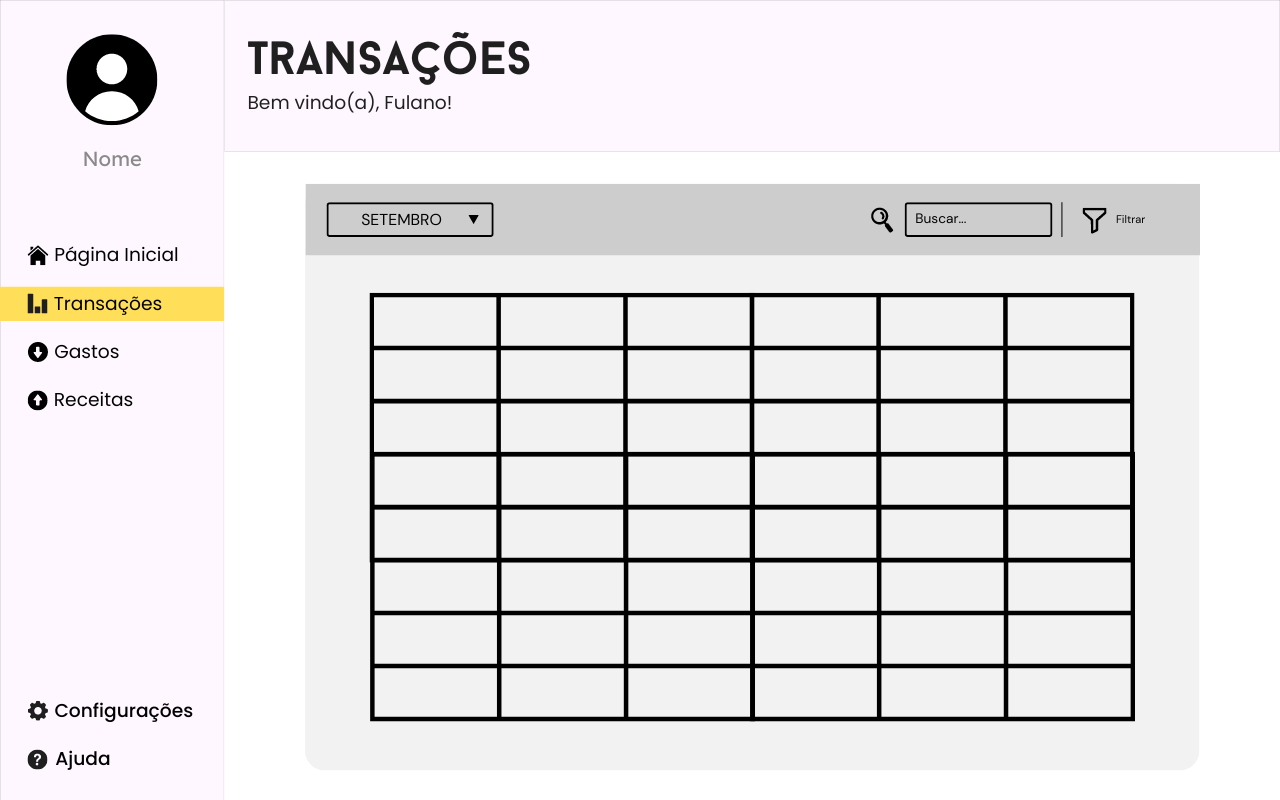 Nome
Página Inicial
Transações
Gastos
Receitas
Configurações
Ajuda
TRANSAÇÕES
Bem vindo(a), Fulano!
SETEMBRO
Buscar...
Filtrar